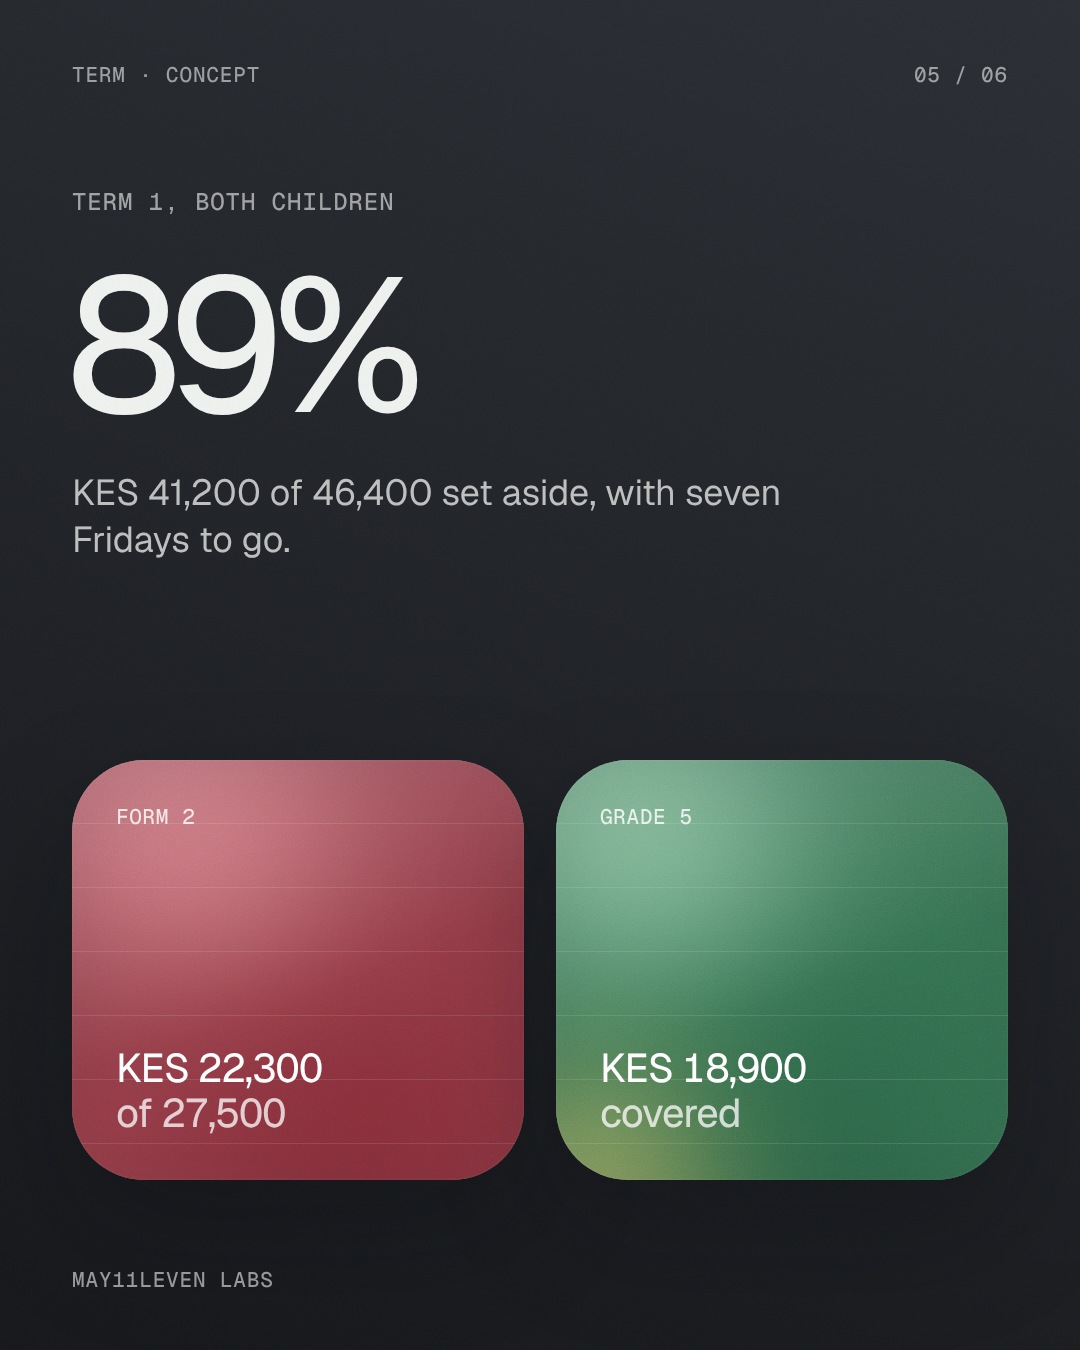 TERM · CONCEPT
05 / 06
TERM 1, BOTH CHILDREN
89%
KES 41,200 of 46,400 set aside, with seven
Fridays to go.
FORM 2
KES 22,300
of 27,500
GRADE 5
KES 18,900
covered
MAY11LEVEN LABS